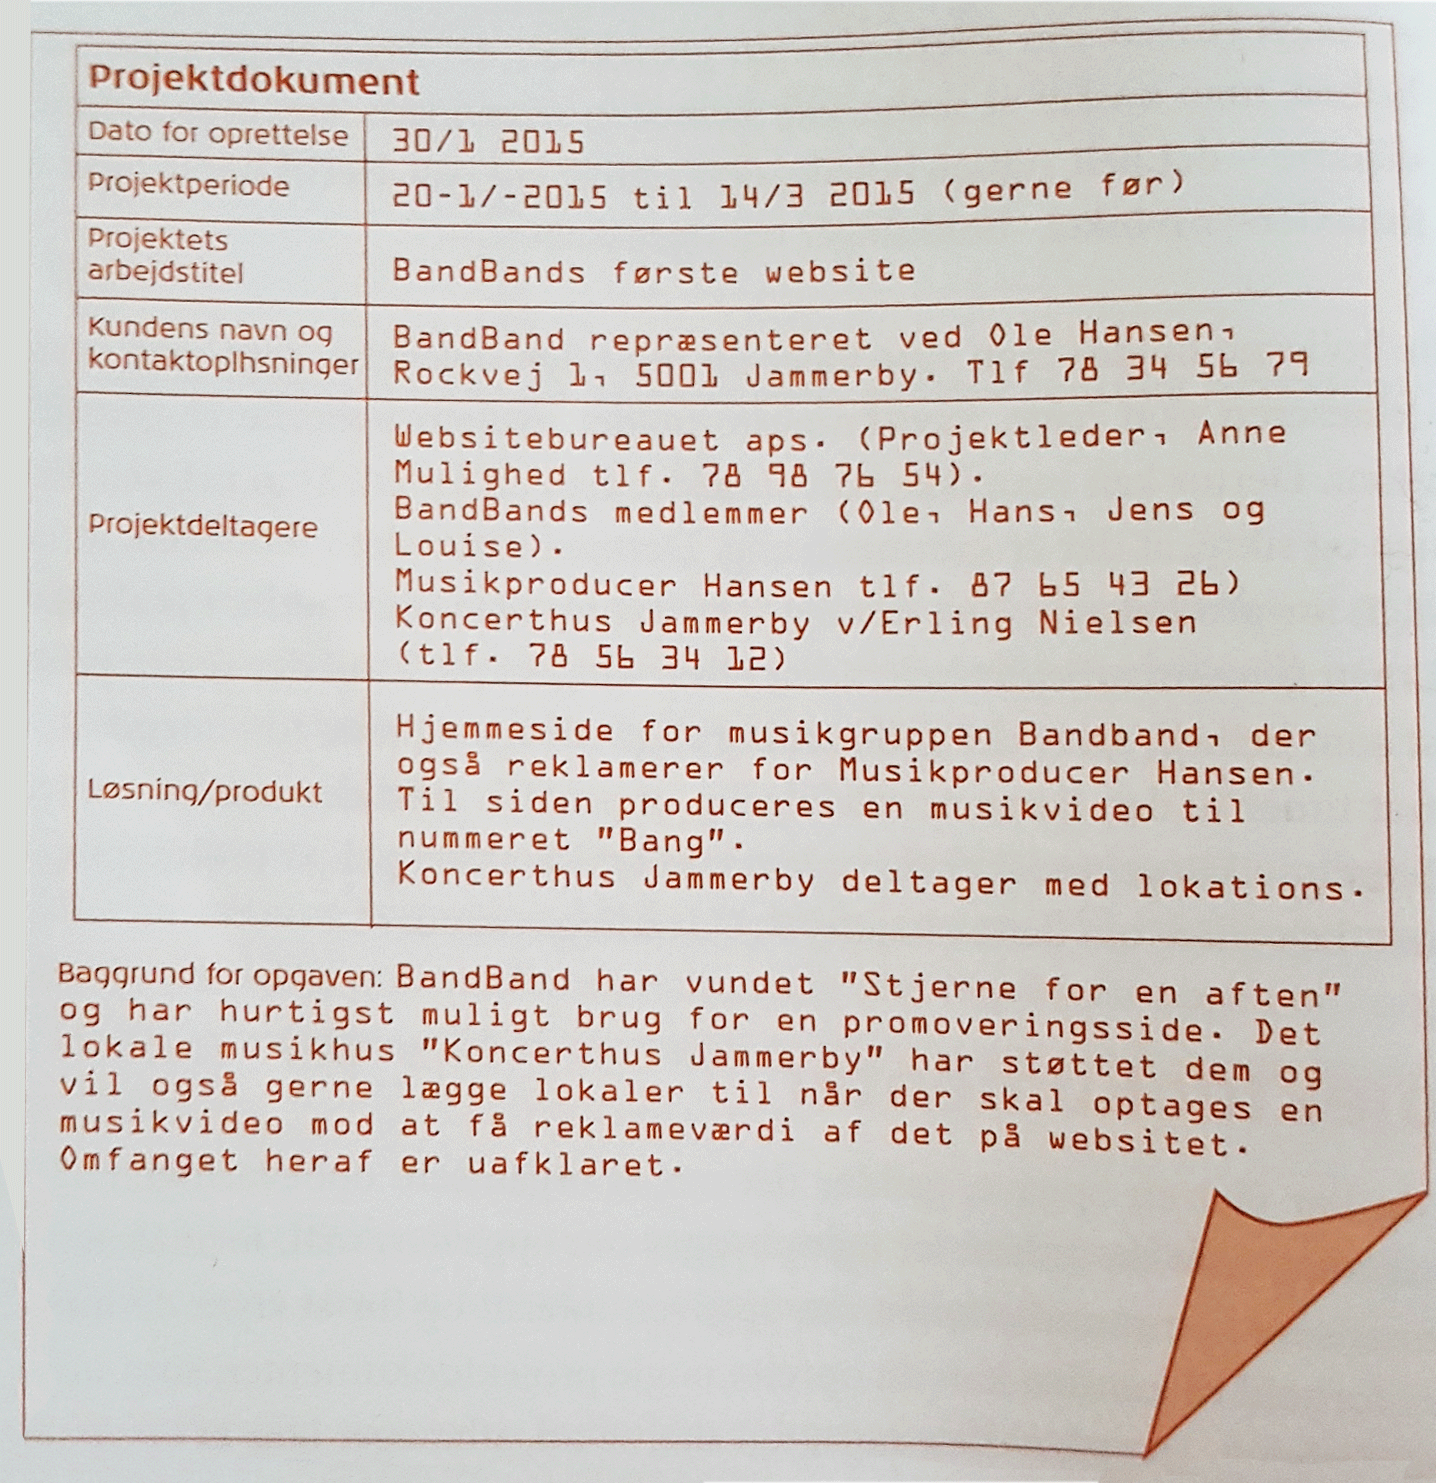 Projektdokument
Dato for oprettelse
30/1 2015
Projektperiode
20-1/-2015 til 14/3 2015 (gerne før)
Projektets
arbejdstitel
BandBands første website
Kundens navn og
kontaktoplhsninger
BandBand repræsenteret ved Ole Hansen,
Rockvej 1, 5001 Jammerby. Tlf 78 34 56 79
Projektdeltagere
Websitebureauet aps. (Projektleder, Anne
Mulighed tlf. 78 98 76 54).
BandBands medlemmer (Ole, Hans, Jens og
Louise).
Musikproducer Hansen tlf. 87 65 43 26)
Koncerthus Jammerby v/Erling Nielsen
(tlf. 78 56 34 12)
Løsning/produkt
Hjemmeside for musikgruppen Bandband, der
også reklamerer for Musikproducer Hansen.
Til siden produceres en musikvideo til
nummeret "Bang".
Koncerthus Jammerby deltager med lokations.
Baggrund for opgaven: BandBand har vundet "Stjerne for en aften"
og har hurtigst muligt brug for en promoveringsside. Det
lokale musikhus "Koncerthus Jammerby" har støttet dem og
vil også gerne lægge lokaler til når der skal optages en
musikvideo mod at få reklameværdi af det på websitet.
Omfanget heraf er uafklaret.